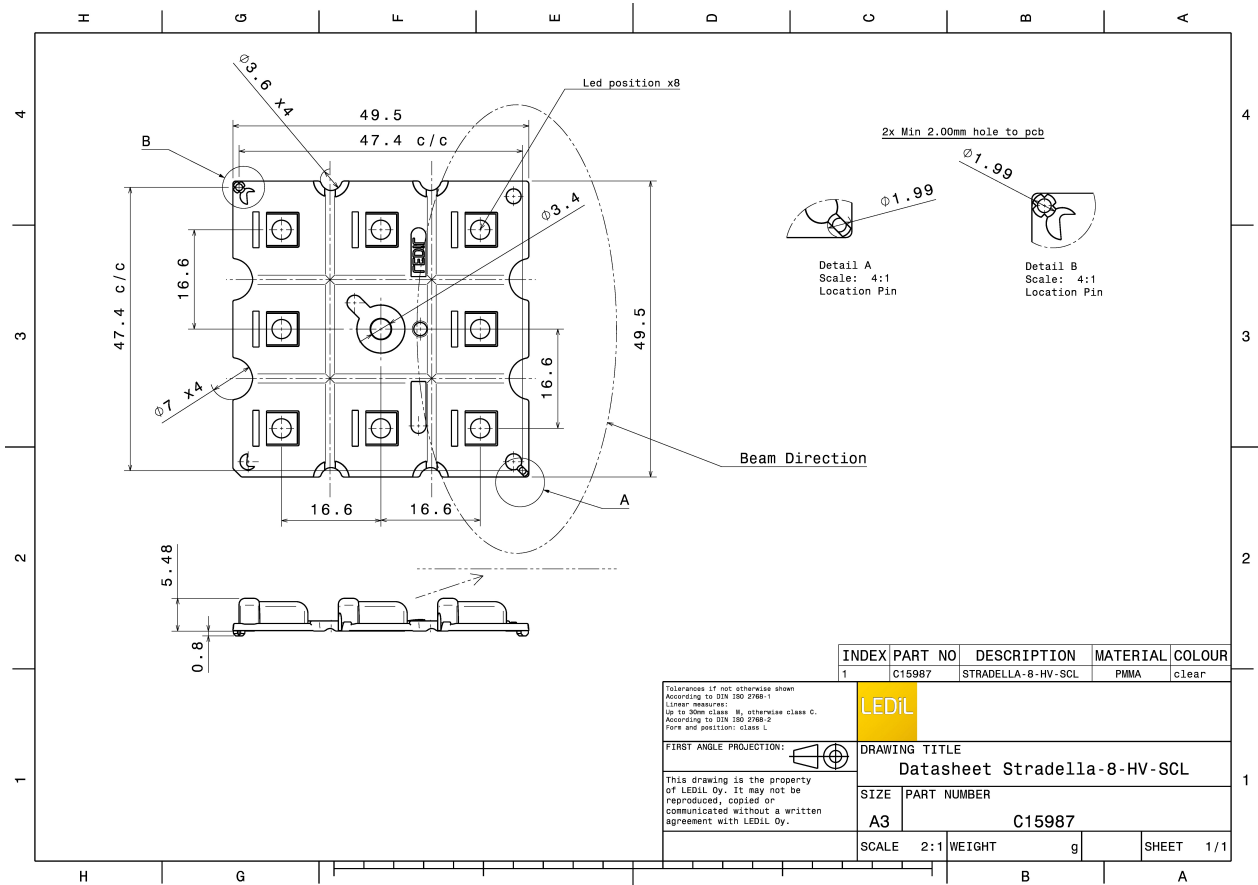 H G F E D C B A
4
4
3
3
2
2
1
1
Ø3.6 x4
Led position x8
49.5
47.4 c/c
B
Ø3.4
47.4 c/c
16.6
LEDiL
49.5
16.6
Ø7 x4
Beam Direction
A
16.6
16.6
5.48
0.8
2x Min 2.00mm hole to pcb
Ø1.99
Ø1.99
Detail A
Scale: 4:1
Location Pin
Detail B
Scale: 4:1
Location Pin
INDEX PART NO DESCRIPTION MATERIAL COLOUR
1 C15987 STRADELLA-8-HV-SCL PMMA clear
Tolerances if not otherwise shown
According to DIN ISO 2768-1
Linear measures:
Up to 30mm class M, otherwise class C.
According to DIN ISO 2768-2
Form and position: class L
LEDiL
FIRST ANGLE PROJECTION:
DRAWING TITLE
Datasheet Stradella-8-HV-SCL
This drawing is the property
of LEDiL Oy. It may not be
reproduced, copied or
communicated without a written
agreement with LEDiL Oy.
SIZE PART NUMBER
A3 C15987
SCALE 2:1 WEIGHT g SHEET 1/1
H G B A